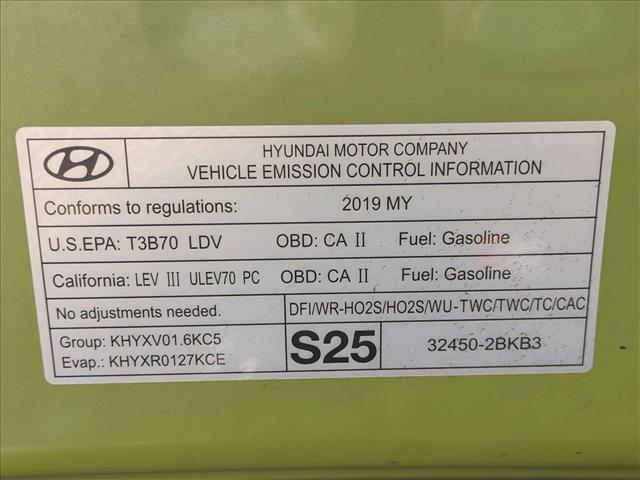 HYUNDAI MOTOR COMPANY
VEHICLE EMISSION CONTROL INFORMATION
Conforms to regulations: 2019 MY
U.S.EPA: T3B70 LDV OBD: CA II Fuel: Gasoline
California: LEV III ULEV70 PC OBD: CA II Fuel: Gasoline
No adjustments needed. DFI/WR-HO2S/HO2S/WU-TWC/TWC/TC/CAC
Group: KHYXV01.6KC5
Evap.: KHYXR0127KCE
S25
32450-2BKB3